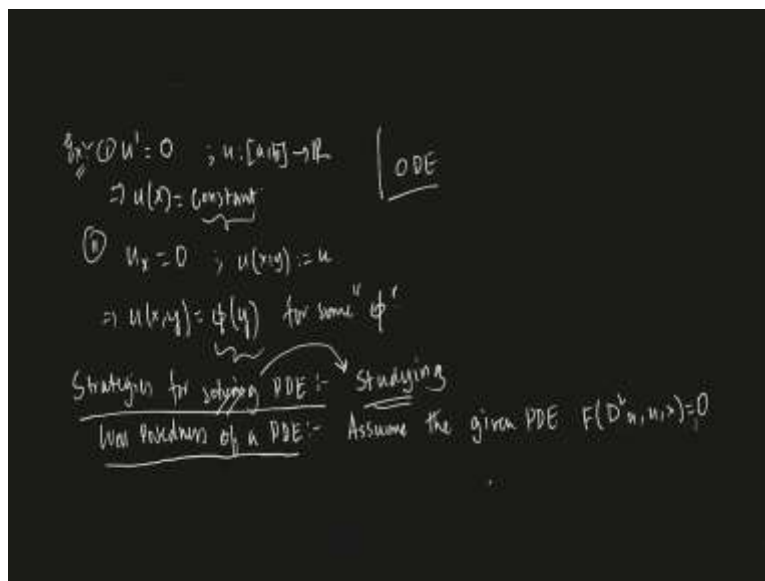 Ex:- ① u' = 0 ; u : [a,b] → ℝ | ODE
⇒ u(x) = constant
② u_x = 0 ; u(x,y) := u
⇒ u(x,y) = φ(y) for some "φ"
Strategies for solving PDE :- Studying
Well Posedness of a PDE :- Assume the given PDE F(D²u, u, x) = 0